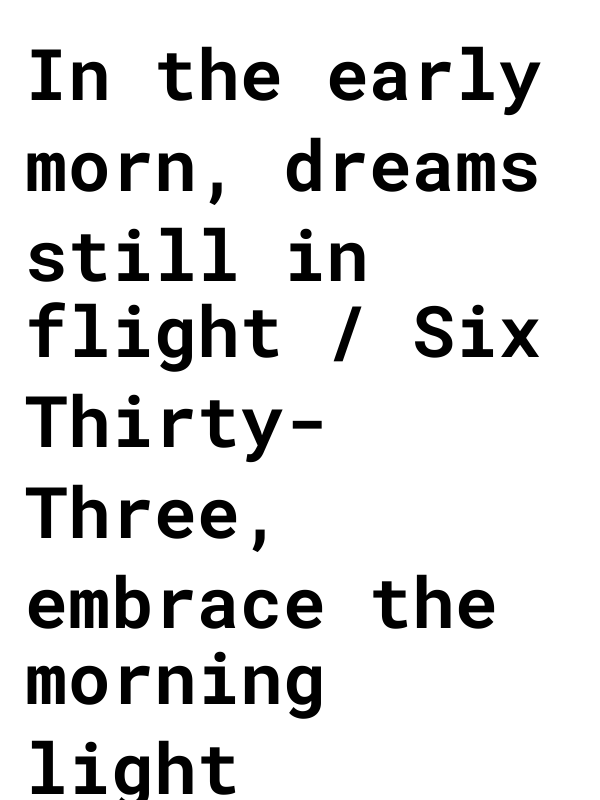 In the early
morn, dreams
still in
flight / Six
Thirty-
Three,
embrace the
morning
light